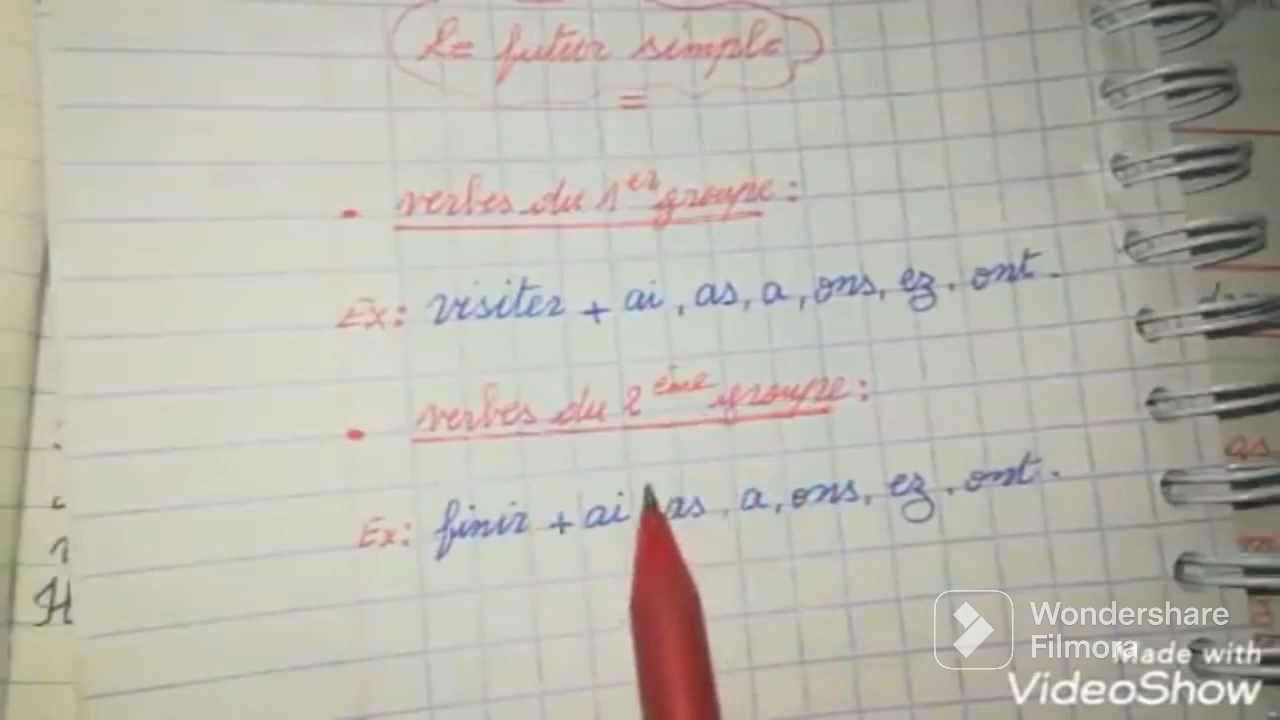 Le futur simple
• verbes du 1er groupe :
Ex: visiter + ai, as, a, ons, ez, ont.
• verbes du 2ème groupe :
Ex: finir + ai as, a, ons, ez, ont.
H
Wondershare
Filmora
Made with
VideoShow